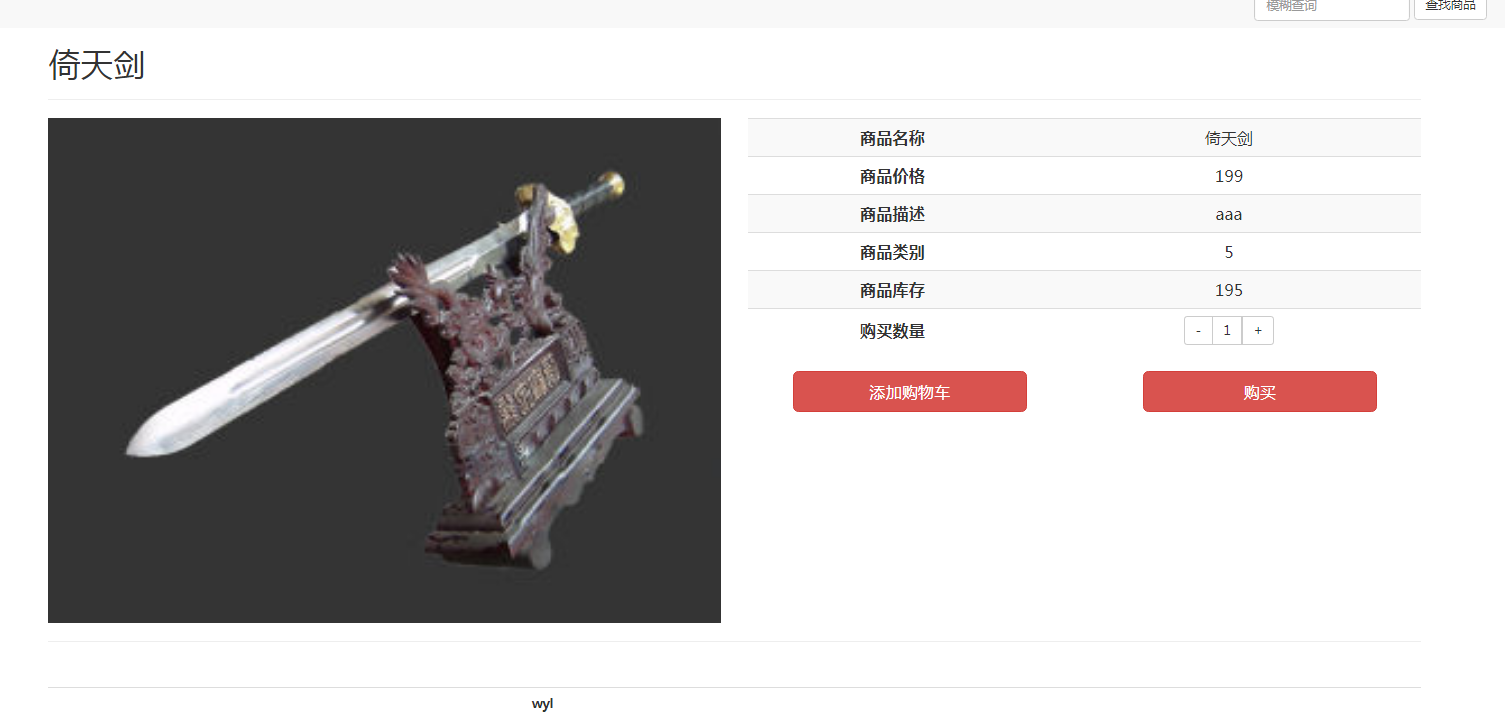 模糊查询 查找商品
倚天剑
商品名称 倚天剑
商品价格 199
商品描述 aaa
商品类别 5
商品库存 195
购买数量 - 1 +
添加购物车 购买
wyl